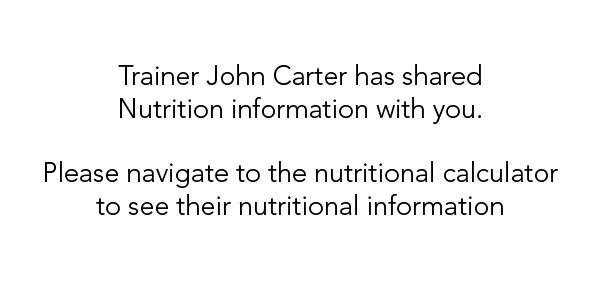 Trainer John Carter has shared
Nutrition information with you.
Please navigate to the nutritional calculator
to see their nutritional information